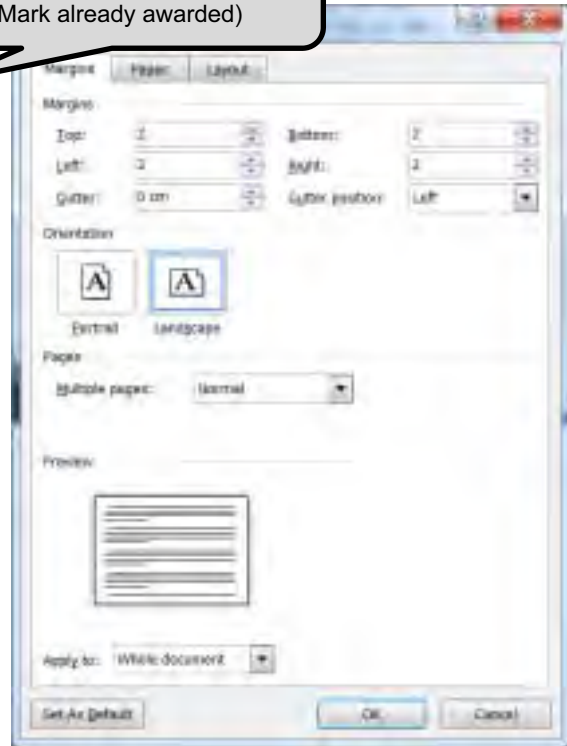 Mark already awarded)
Margins Paper Layout
Margins
Top: 2 Bottom: 2
Left: 2 Right: 2
Gutter: 0 cm Gutter position: Left
Orientation
A A
Portrait Landscape
Pages
Multiple pages: Normal
Preview
Apply to: Whole document
Set As Default OK Cancel